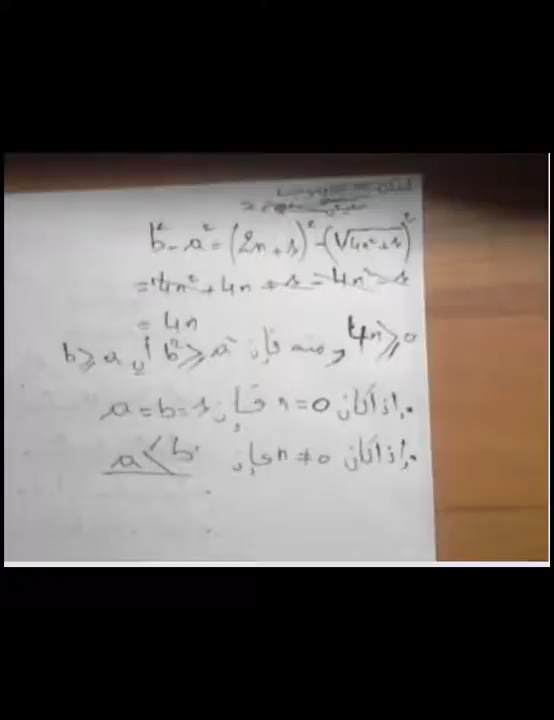 b² - a² = (2n + 1)² - (√4n² + 1)²
= 4n² + 4n + 1 - 4n² - 1
= 4n
4n ⩾ 0 ومنه فإن b² ⩾ a² أي b ⩾ a
• إذا كان n = 0 فإن a = b = 1
• إذا كان n ≠ 0 فإن a < b